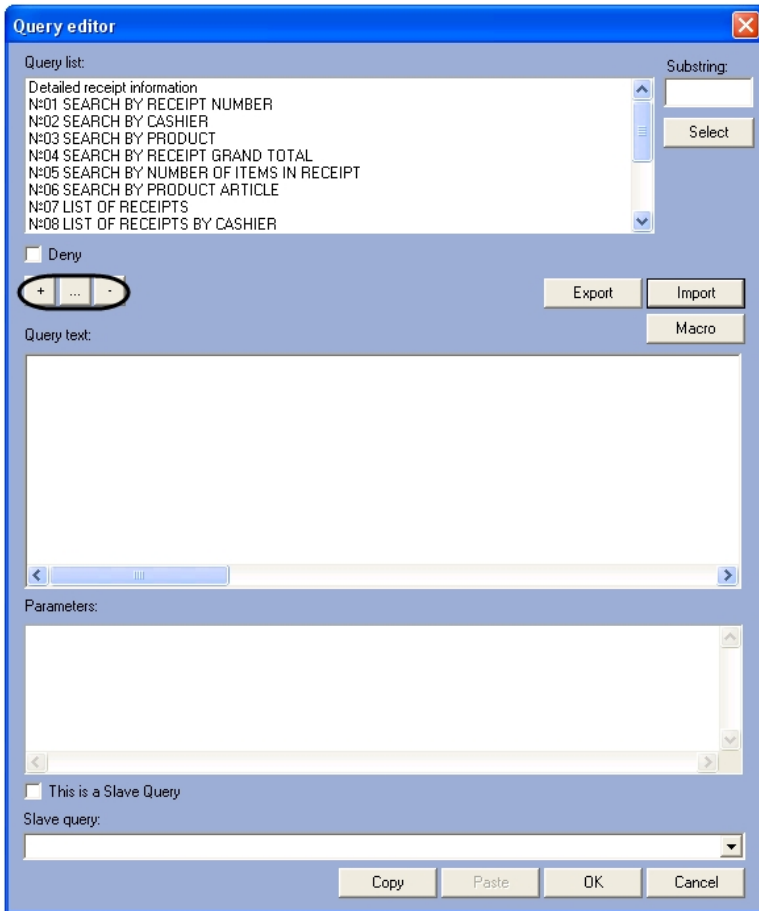 Query editor
Query list:
Substring:
Detailed receipt information
№01 SEARCH BY RECEIPT NUMBER
№02 SEARCH BY CASHIER
№03 SEARCH BY PRODUCT
№04 SEARCH BY RECEIPT GRAND TOTAL
№05 SEARCH BY NUMBER OF ITEMS IN RECEIPT
№06 SEARCH BY PRODUCT ARTICLE
№07 LIST OF RECEIPTS
№08 LIST OF RECEIPTS BY CASHIER
Select
Deny
+ ... -
Export Import
Macro
Query text:
Parameters:
This is a Slave Query
Slave query:
Copy Paste OK Cancel